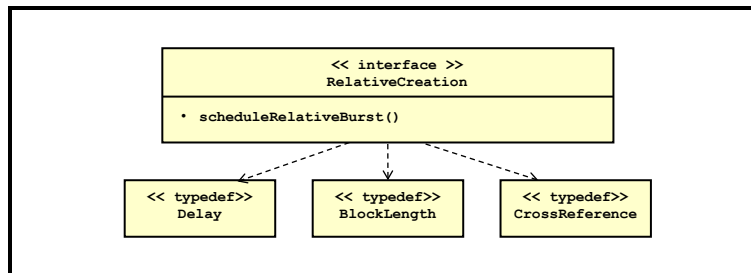 << interface >>
RelativeCreation
• scheduleRelativeBurst()
<< typedef>> << typedef>> << typedef>>
Delay BlockLength CrossReference